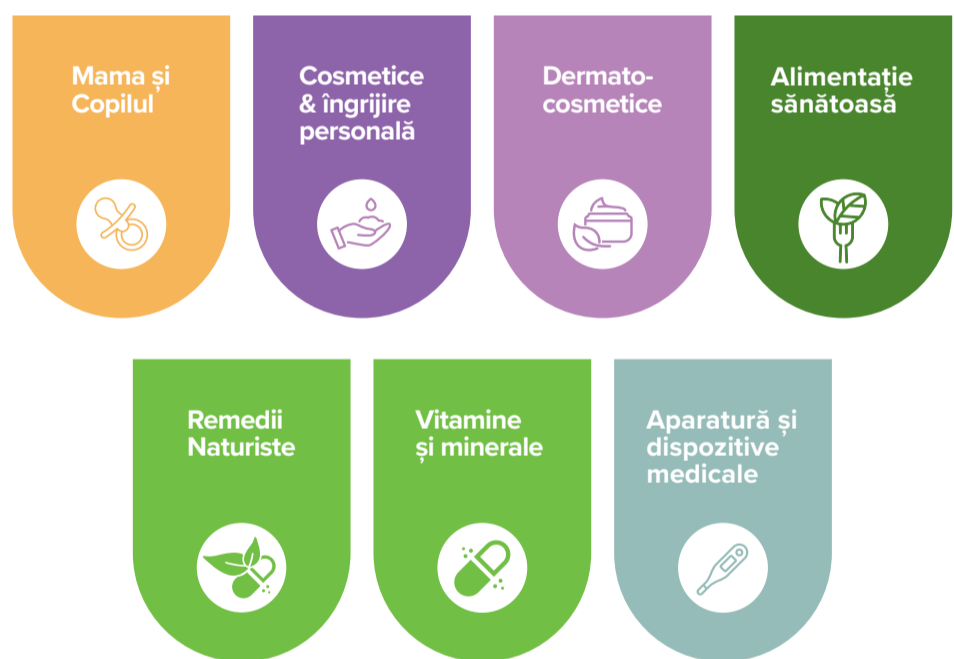 Mama și
Copilul
Cosmetice
& îngrijire
personală
Dermato-
cosmetice
Alimentație
sănătoasă
Remedii
Naturiste
Vitamine
și minerale
Aparatură și
dispozitive
medicale